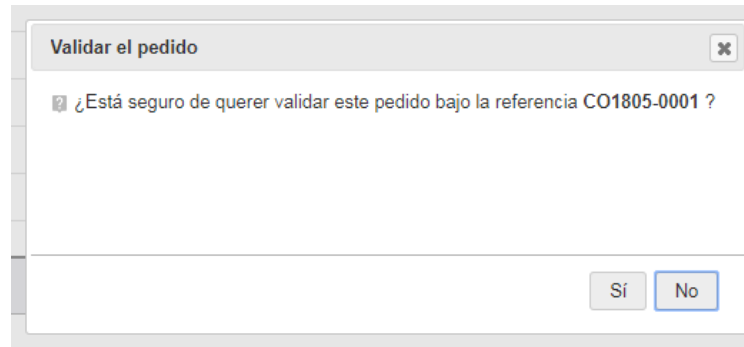 Validar el pedido
¿Está seguro de querer validar este pedido bajo la referencia CO1805-0001 ?
Sí
No